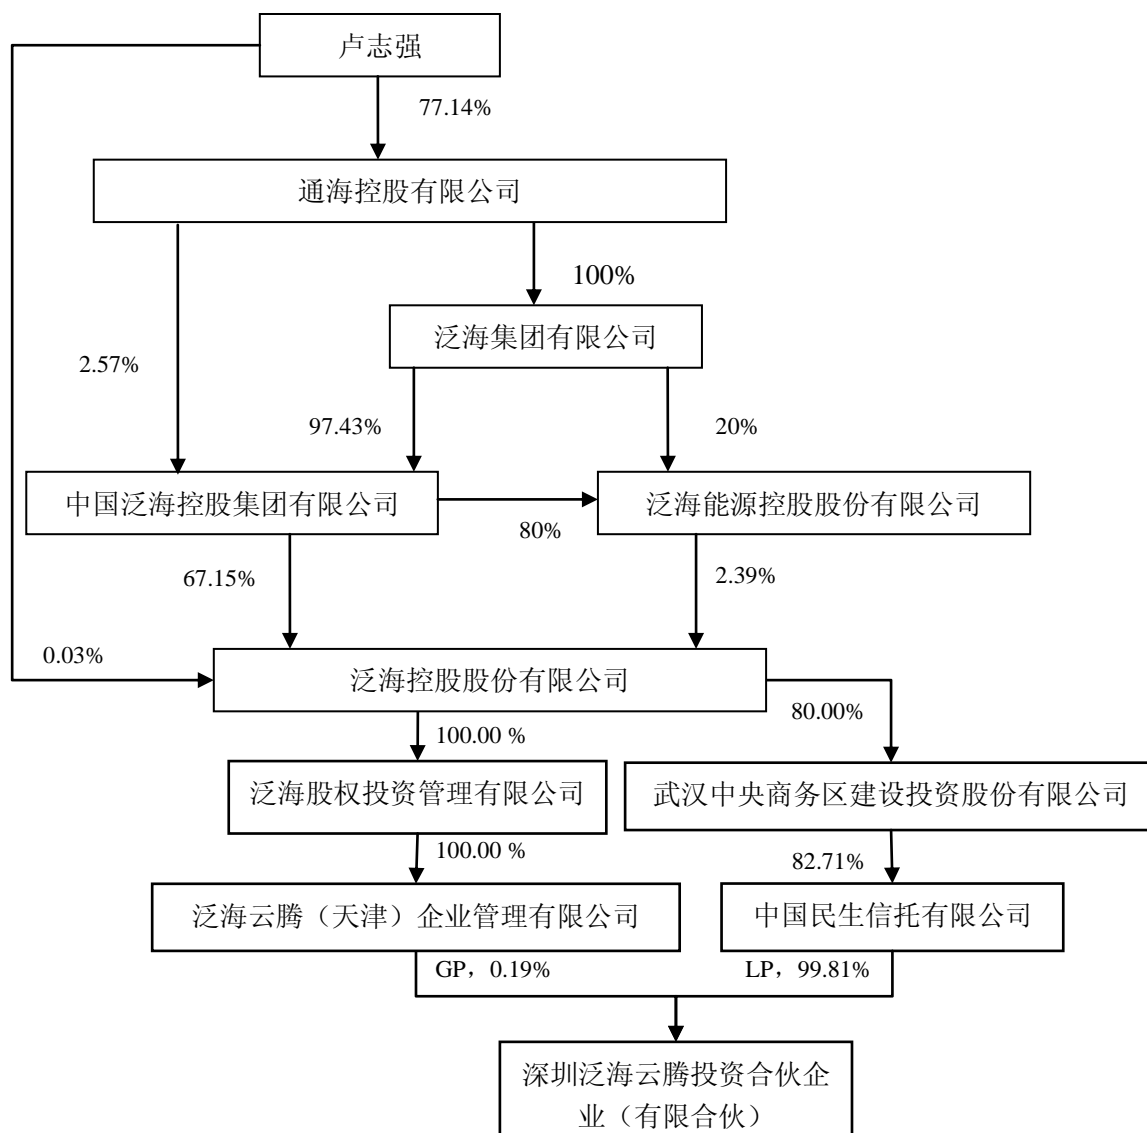 卢志强
77.14%
通海控股有限公司
100%
泛海集团有限公司
2.57%
97.43%
20%
中国泛海控股集团有限公司
泛海能源控股股份有限公司
80%
67.15%
2.39%
0.03%
泛海控股股份有限公司
80.00%
100.00 %
泛海股权投资管理有限公司
武汉中央商务区建设投资股份有限公司
100.00 %
82.71%
泛海云腾（天津）企业管理有限公司
中国民生信托有限公司
GP，0.19%
LP，99.81%
深圳泛海云腾投资合伙企
业（有限合伙）